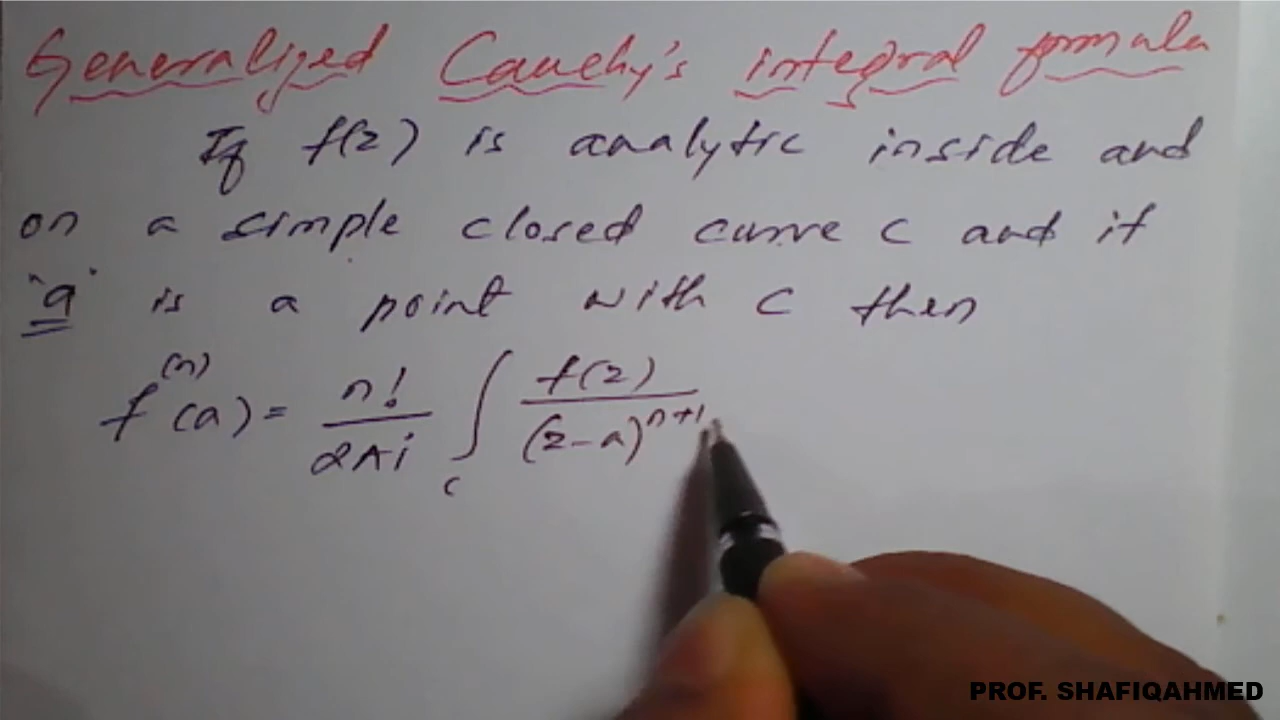 Generalized Cauchy's integral formula
If f(z) is analytic inside and
on a simple closed curve C and if
"a" is a point with C then
f^(n)(a) = n!/2πi ∫_C f(z)/(z-a)^n+1
PROF. SHAFIQAHMED